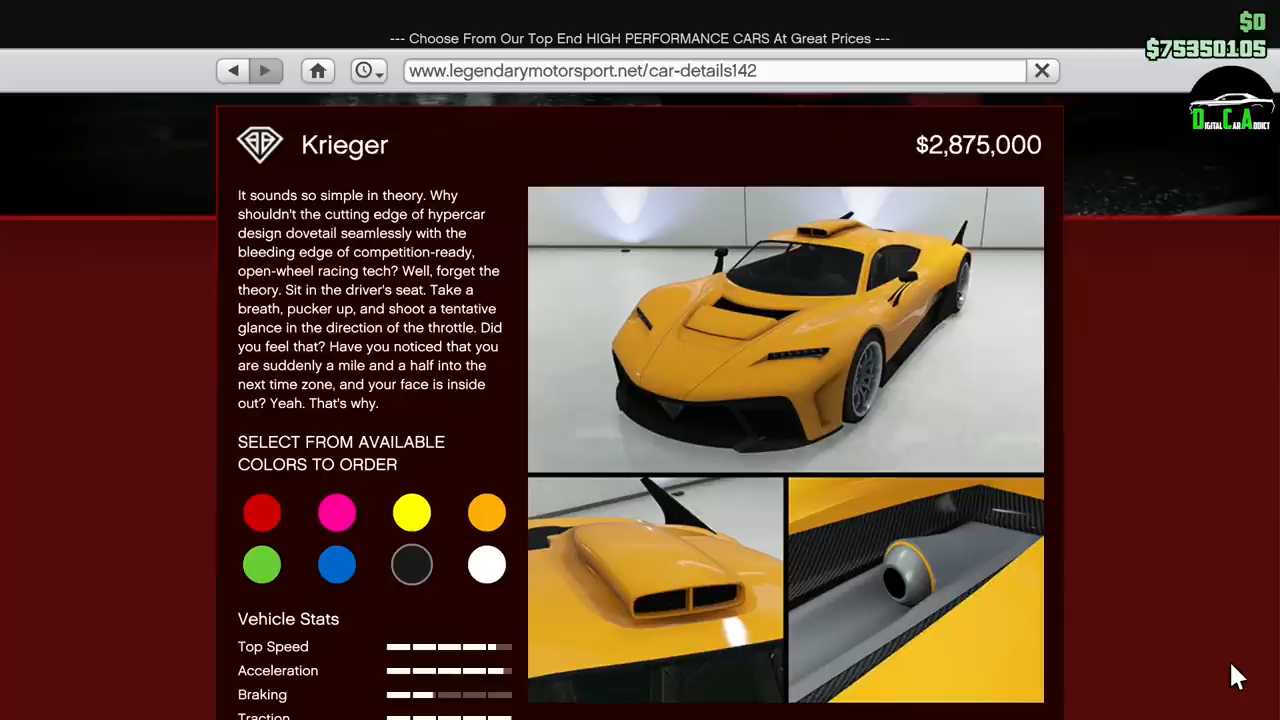 $0
$75350105
--- Choose From Our Top End HIGH PERFORMANCE CARS At Great Prices ---
www.legendarymotorsport.net/car-details142
DIGITAL CAR ADDICT
Krieger
$2,875,000
It sounds so simple in theory. Why
shouldn't the cutting edge of hypercar
design dovetail seamlessly with the
bleeding edge of competition-ready,
open-wheel racing tech? Well, forget the
theory. Sit in the driver's seat. Take a
breath, pucker up, and shoot a tentative
glance in the direction of the throttle. Did
you feel that? Have you noticed that you
are suddenly a mile and a half into the
next time zone, and your face is inside
out? Yeah. That's why.
SELECT FROM AVAILABLE
COLORS TO ORDER
Vehicle Stats
Top Speed
Acceleration
Braking
Traction